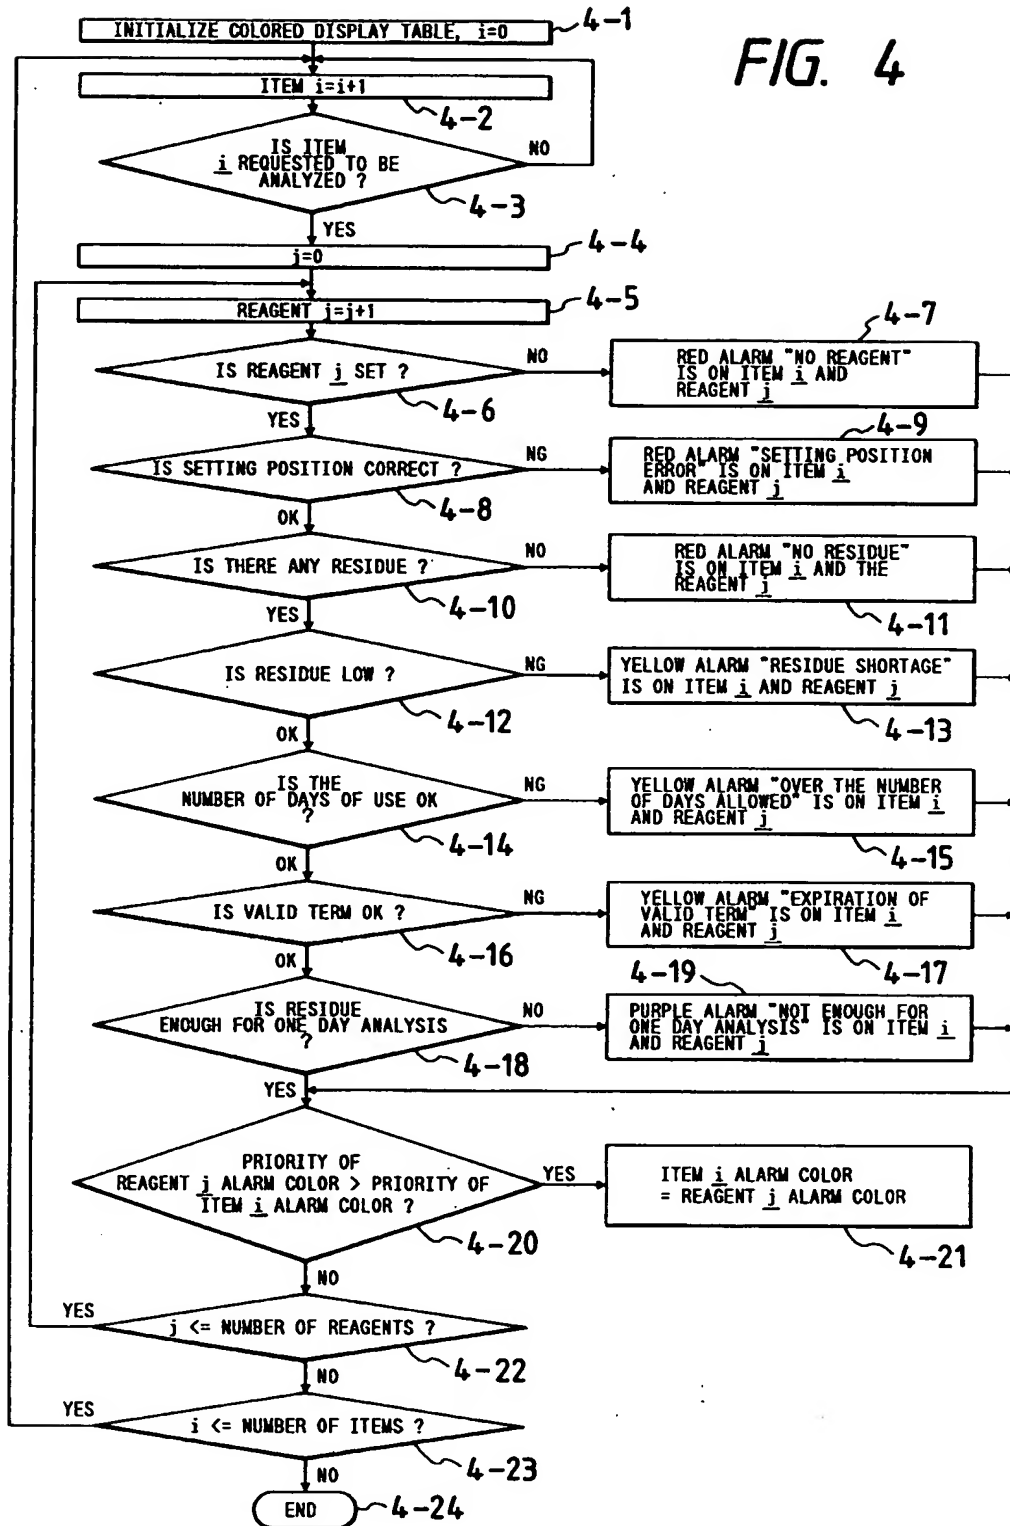 FIG. 4
INITIALIZE COLORED DISPLAY TABLE, i=0
4-1
ITEM i=i+1
4-2
IS ITEM
i REQUESTED TO BE
ANALYZED ?
NO
4-3
YES
j=0
4-4
REAGENT j=j+1
4-5
IS REAGENT j SET ?
NO
4-6
YES
4-7
RED ALARM "NO REAGENT"
IS ON ITEM i AND
REAGENT j
IS SETTING POSITION CORRECT ?
NG
4-8
OK
4-9
RED ALARM "SETTING POSITION
ERROR" IS ON ITEM i
AND REAGENT j
IS THERE ANY RESIDUE ?
NO
4-10
YES
RED ALARM "NO RESIDUE"
IS ON ITEM i AND THE
REAGENT j
4-11
IS RESIDUE LOW ?
NG
4-12
OK
YELLOW ALARM "RESIDUE SHORTAGE"
IS ON ITEM i AND REAGENT j
4-13
IS THE
NUMBER OF DAYS OF USE OK
?
NG
4-14
OK
YELLOW ALARM "OVER THE NUMBER
OF DAYS ALLOWED" IS ON ITEM i
AND REAGENT j
4-15
IS VALID TERM OK ?
NG
4-16
OK
YELLOW ALARM "EXPIRATION OF
VALID TERM" IS ON ITEM i
AND REAGENT j
4-17
IS RESIDUE
ENOUGH FOR ONE DAY ANALYSIS
?
NO
4-18
YES
4-19
PURPLE ALARM "NOT ENOUGH FOR
ONE DAY ANALYSIS" IS ON ITEM i
AND REAGENT j
PRIORITY OF
REAGENT j ALARM COLOR > PRIORITY OF
ITEM i ALARM COLOR ?
YES
4-20
NO
ITEM i ALARM COLOR
= REAGENT j ALARM COLOR
4-21
YES
j <= NUMBER OF REAGENTS ?
4-22
NO
YES
i <= NUMBER OF ITEMS ?
4-23
NO
END
4-24